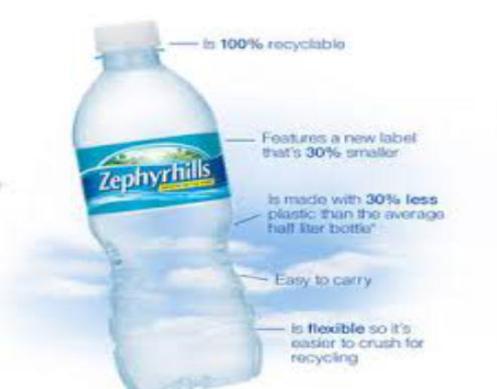 Is 100% recyclable
Features a new label
that's 30% smaller
Zephyrhills
Is made with 30% less
plastic than the average
half liter bottle*
Easy to carry
Is flexible so it's
easier to crush for
recycling